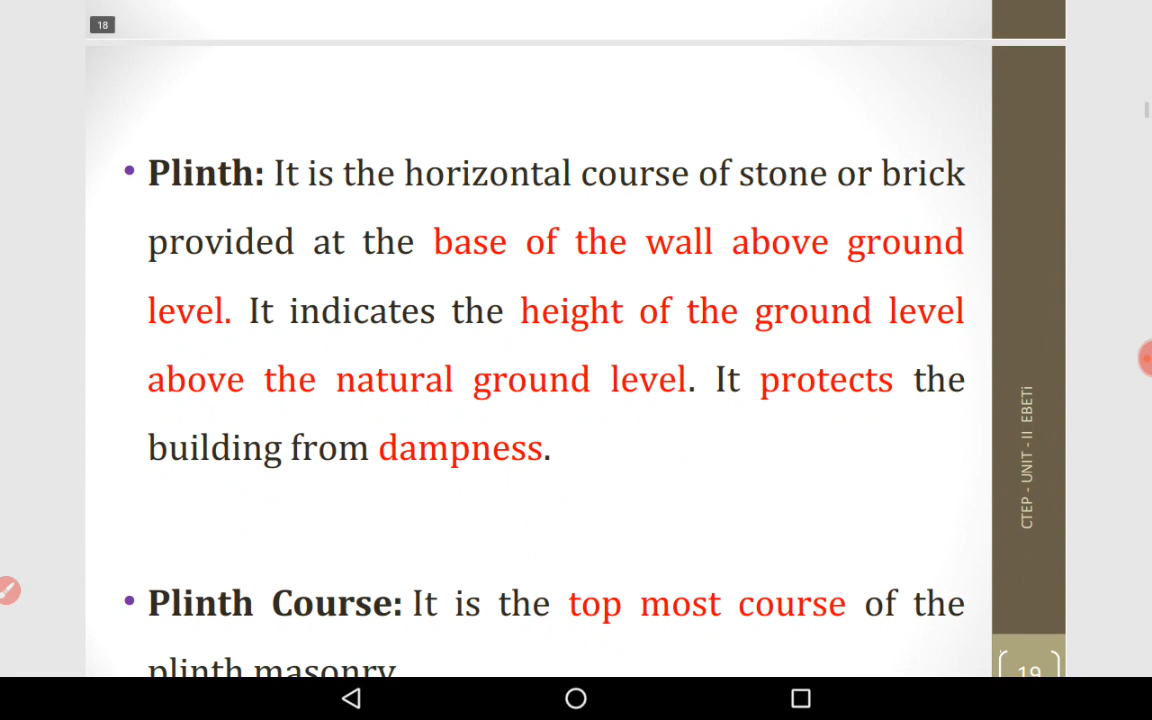 18
• Plinth: It is the horizontal course of stone or brick
provided at the base of the wall above ground
level. It indicates the height of the ground level
above the natural ground level. It protects the
building from dampness.
• Plinth Course: It is the top most course of the
plinth masonry.
CTEP - UNIT - II EBETi
19